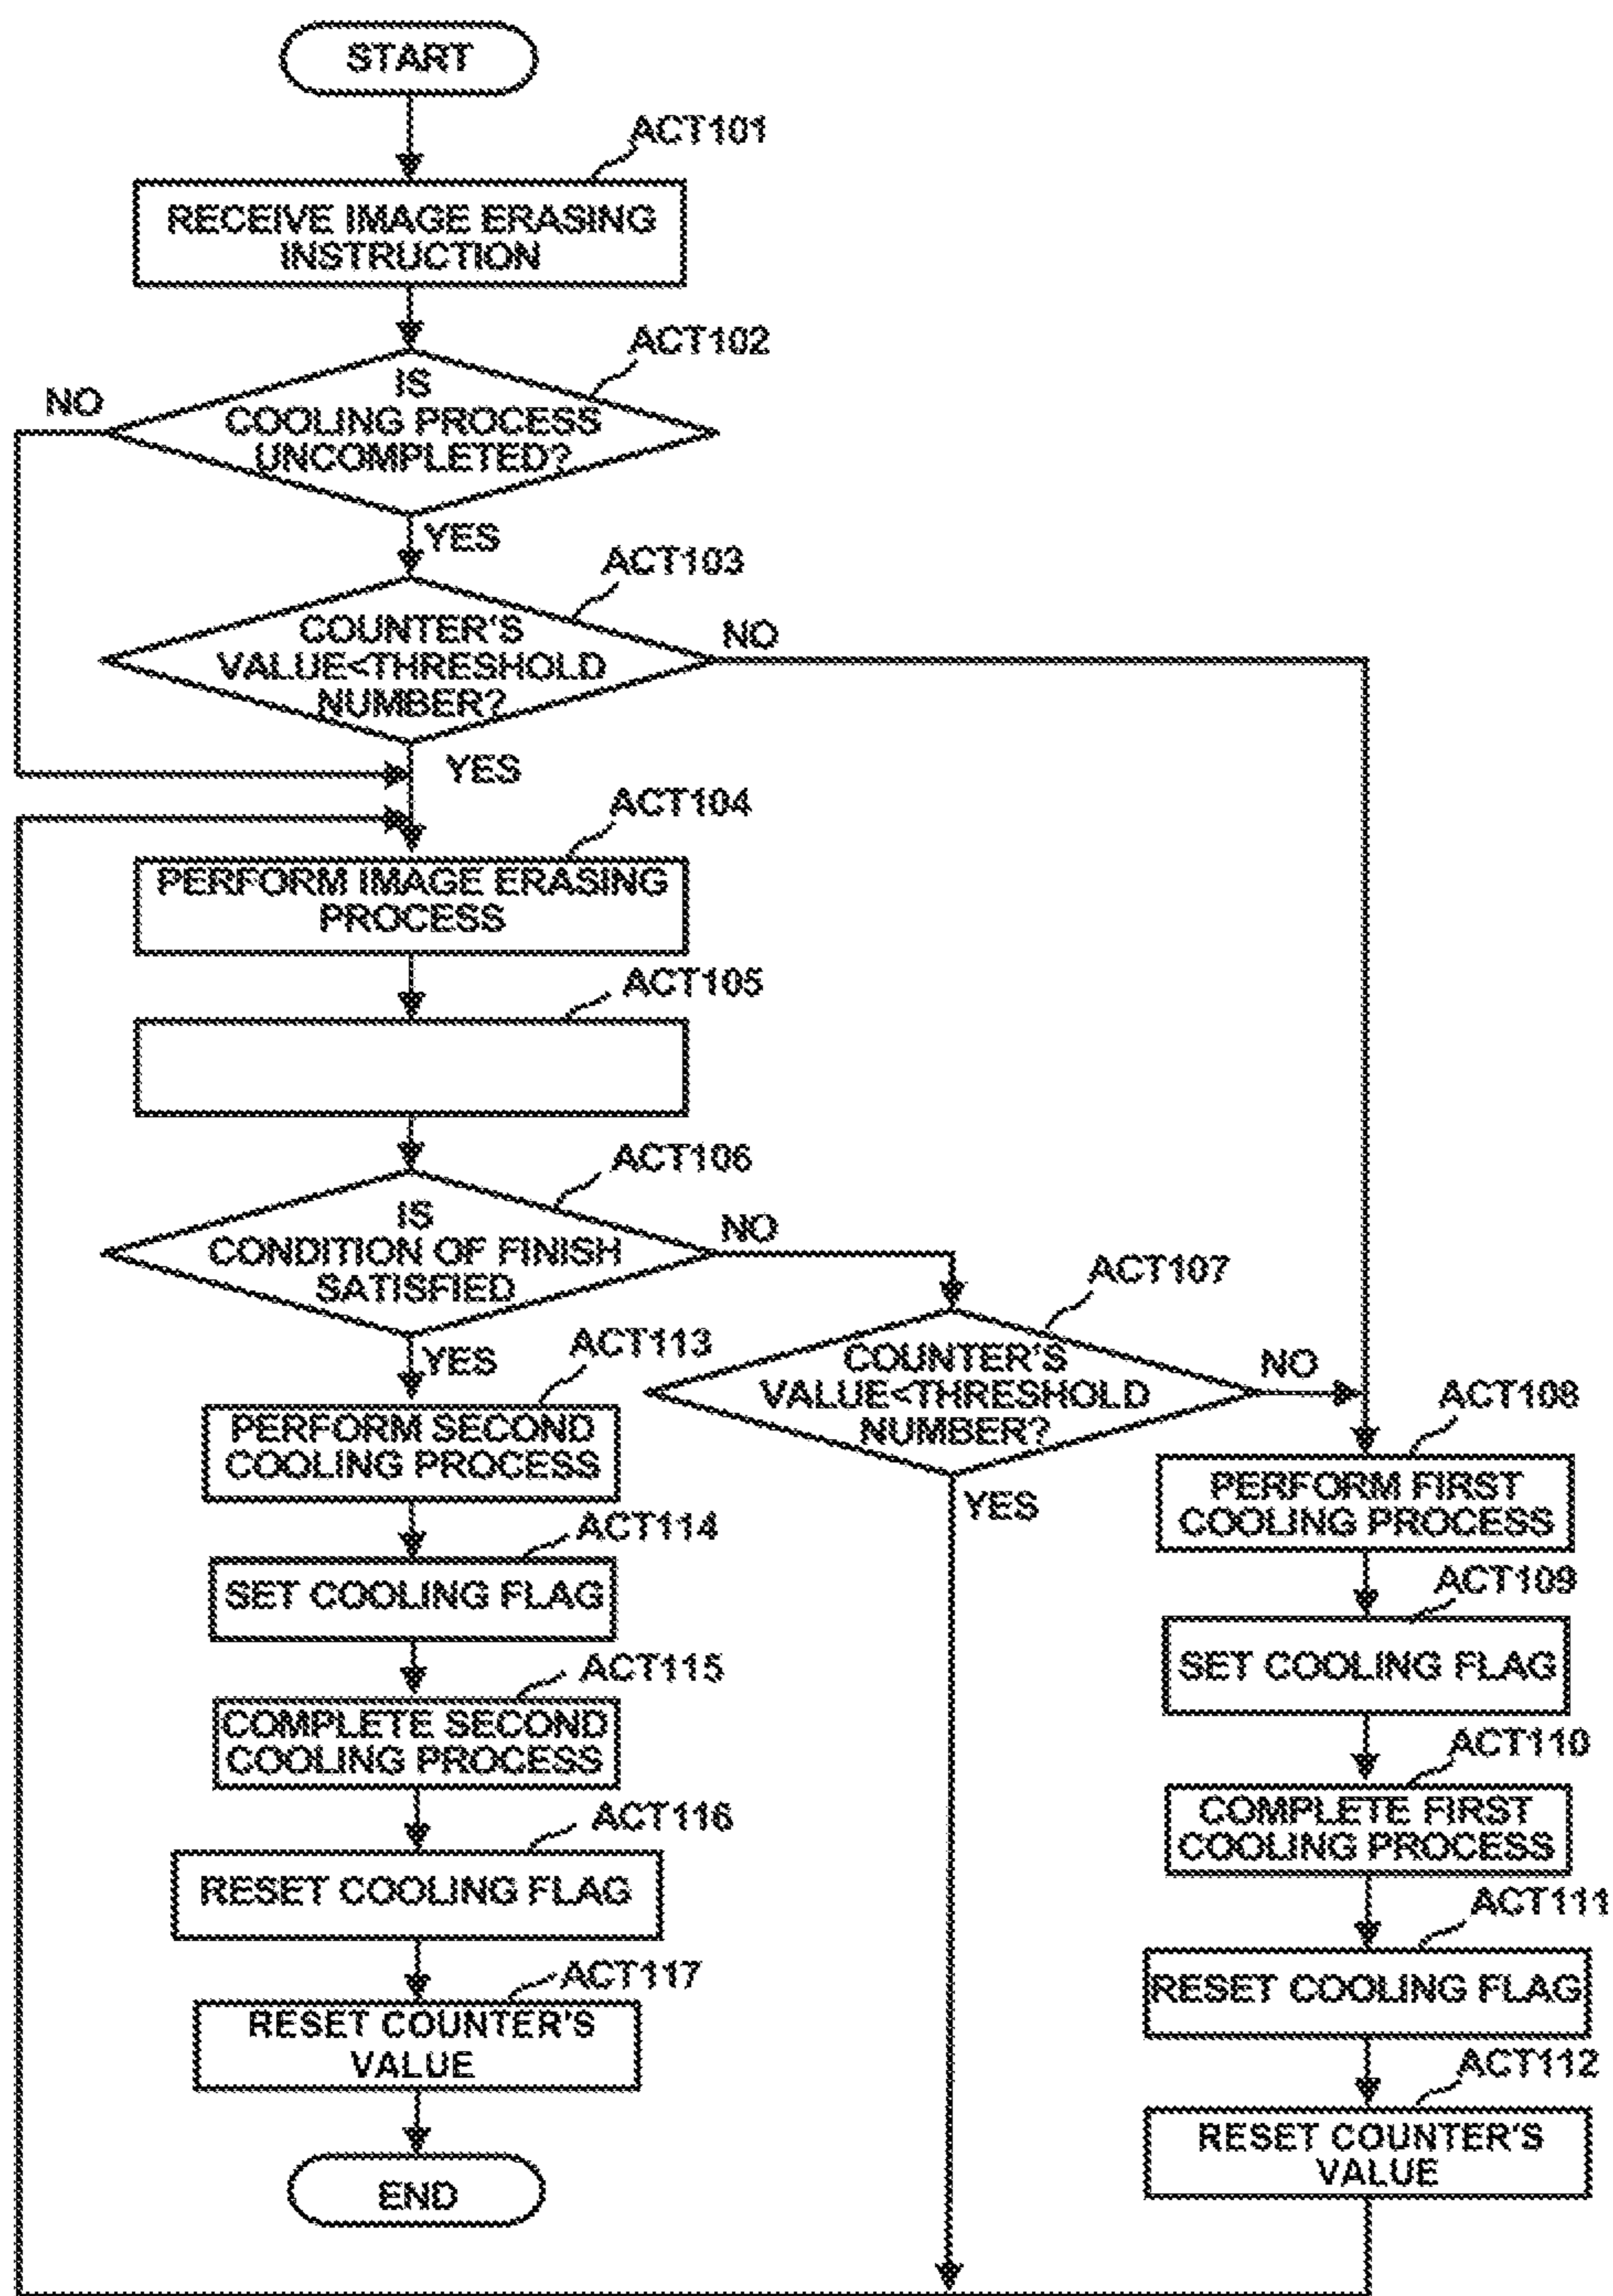 START
ACT101
RECEIVE IMAGE ERASING
INSTRUCTION
ACT102
NO
IS
COOLING PROCESS
UNCOMPLETED?
YES
ACT103
COUNTER'S
VALUE<THRESHOLD
NUMBER?
NO
YES
ACT104
PERFORM IMAGE ERASING
PROCESS
ACT105
ACT106
IS
CONDITION OF FINISH
SATISFIED
NO
YES
ACT107
COUNTER'S
VALUE<THRESHOLD
NUMBER?
NO
YES
ACT113
PERFORM SECOND
COOLING PROCESS
ACT114
SET COOLING FLAG
ACT115
COMPLETE SECOND
COOLING PROCESS
ACT116
RESET COOLING FLAG
ACT117
RESET COUNTER'S
VALUE
END
ACT108
PERFORM FIRST
COOLING PROCESS
ACT109
SET COOLING FLAG
ACT110
COMPLETE FIRST
COOLING PROCESS
ACT111
RESET COOLING FLAG
ACT112
RESET COUNTER'S
VALUE